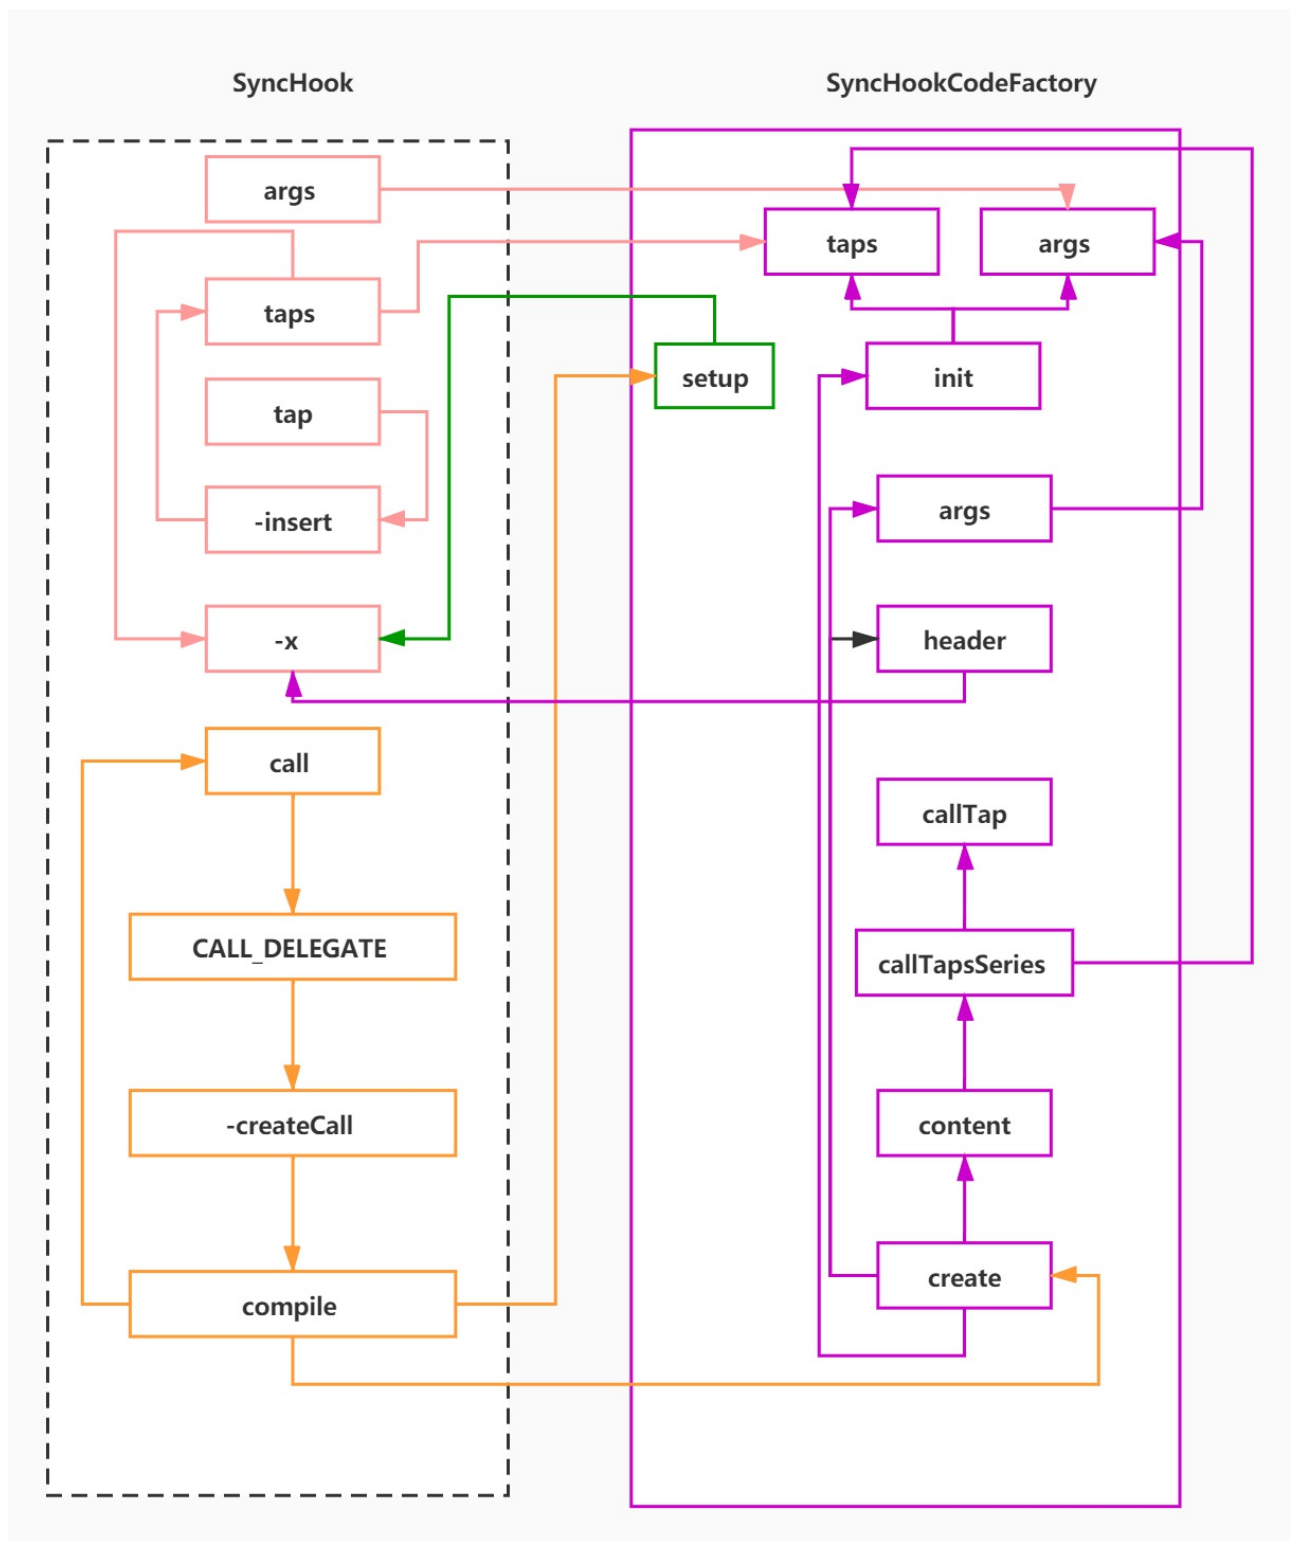 SyncHook
SyncHookCodeFactory
args
taps
tap
-insert
-x
call
CALL_DELEGATE
-createCall
compile
taps
args
setup
init
args
header
callTap
callTapsSeries
content
create